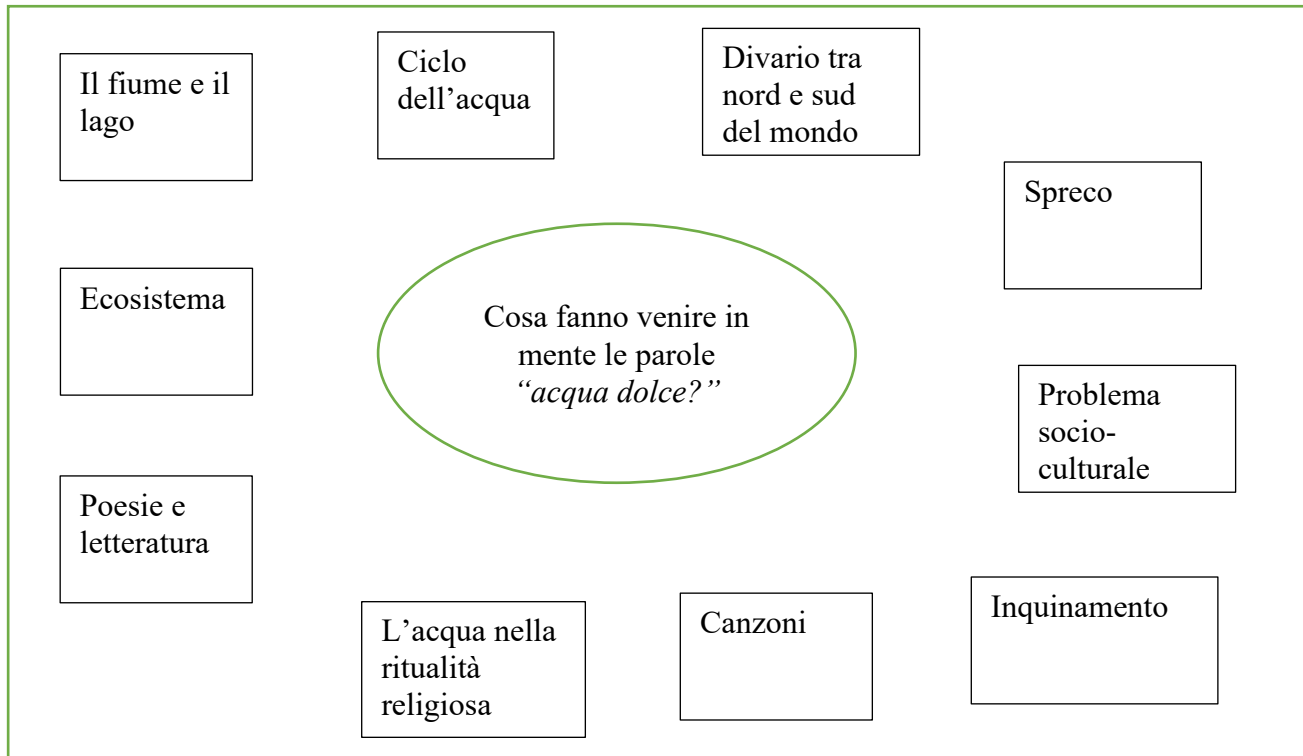 Il fiume e il
lago
Ciclo
dell’acqua
Divario tra
nord e sud
del mondo
Spreco
Ecosistema
Cosa fanno venire in
mente le parole
“acqua dolce?”
Problema
socio-
culturale
Poesie e
letteratura
L’acqua nella
ritualità
religiosa
Canzoni
Inquinamento